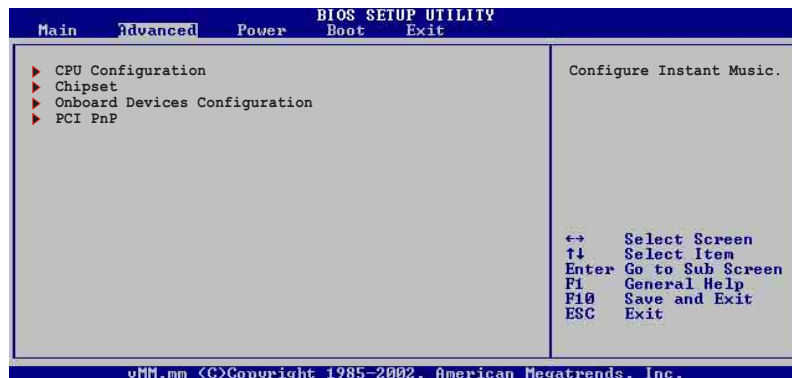 BIOS SETUP UTILITY
Main Advanced Power Boot Exit
CPU Configuration
Chipset
Onboard Devices Configuration
PCI PnP
Configure Instant Music.
↔ Select Screen
↑↓ Select Item
Enter Go to Sub Screen
F1 General Help
F10 Save and Exit
ESC Exit
vMM.mm (C)Copyright 1985-2002, American Megatrends, Inc.